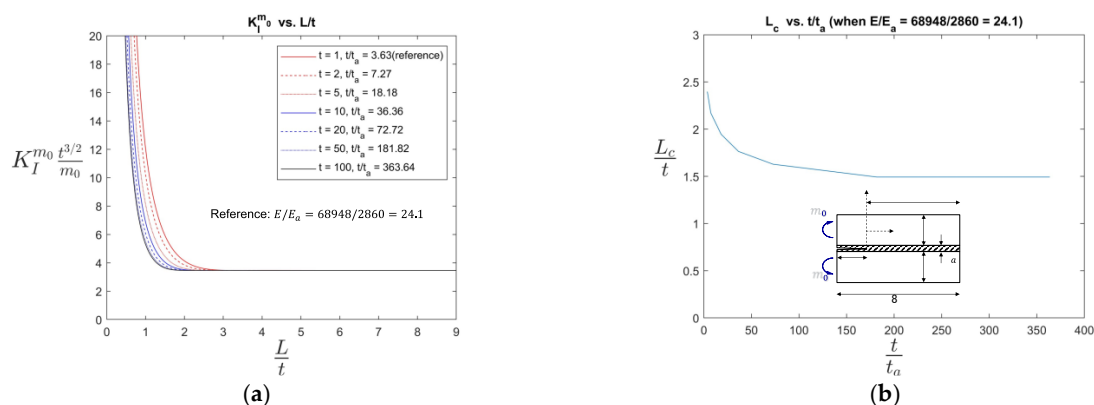 K_I^{m_0} vs. L/t
20
18
16
14
12
10
8
6
4
2
0
K_I^{m_0} \frac{t^{3/2}}{m_0}
t = 1, t/t_a = 3.63(reference)
t = 2, t/t_a = 7.27
t = 5, t/t_a = 18.18
t = 10, t/t_a = 36.36
t = 20, t/t_a = 72.72
t = 50, t/t_a = 181.82
t = 100, t/t_a = 363.64
Reference: E/E_a = 68948/2860 = 24.1
0 1 2 3 4 5 6 7 8 9
\frac{L}{t}
(a)
L_c vs. t/t_a (when E/E_a = 68948/2860 = 24.1)
3
2.5
2
1.5
1
0.5
0
\frac{L_c}{t}
m_0
m_0
a
8
0 50 100 150 200 250 300 350 400
\frac{t}{t_a}
(b)